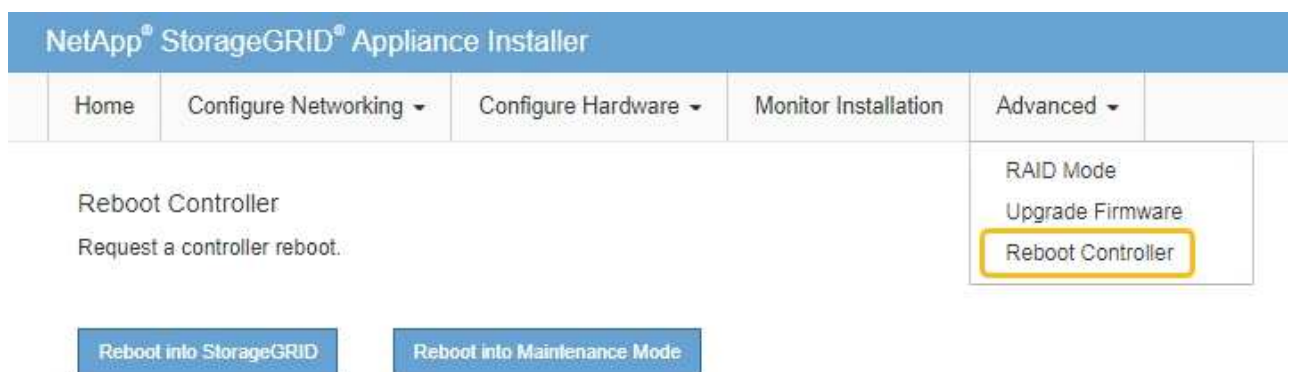 NetApp® StorageGRID® Appliance Installer
Home Configure Networking Configure Hardware Monitor Installation Advanced
RAID Mode
Upgrade Firmware
Reboot Controller
Reboot Controller
Request a controller reboot.
Reboot into StorageGRID Reboot into Maintenance Mode